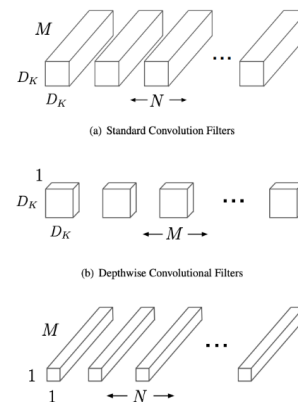 M
...
D_K
D_K
N
(a) Standard Convolution Filters
1
D_K
...
D_K
M
(b) Depthwise Convolutional Filters
M
...
1
1
N